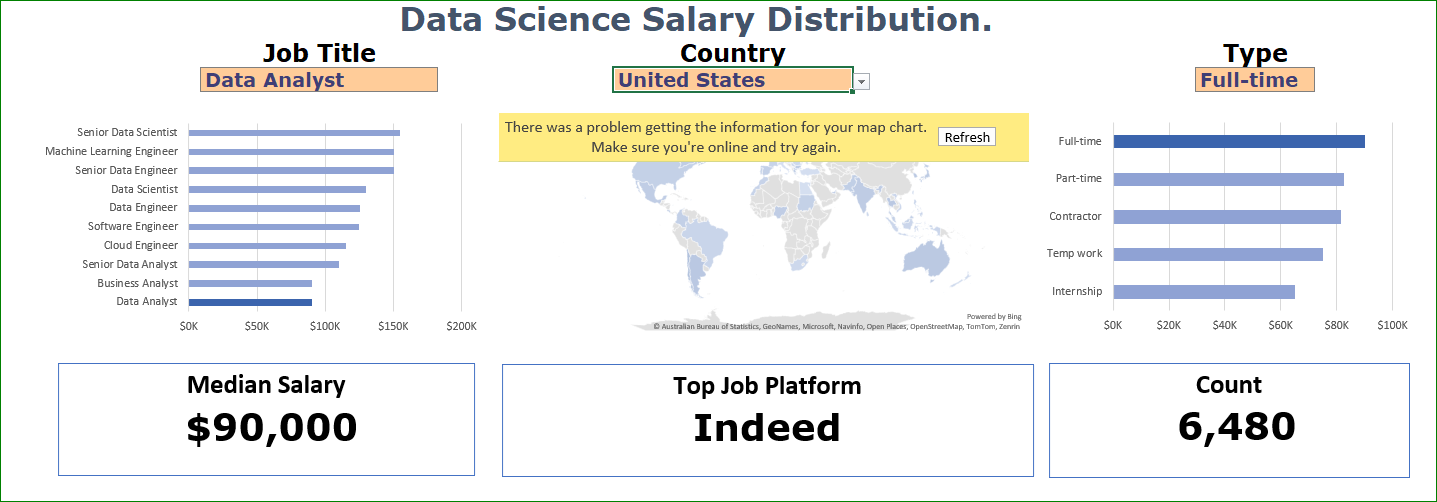 Data Science Salary Distribution.
Job Title
Country
Type
Data Analyst
United States
Full-time
Senior Data Scientist
Machine Learning Engineer
Senior Data Engineer
Data Scientist
Data Engineer
Software Engineer
Cloud Engineer
Senior Data Analyst
Business Analyst
Data Analyst
$0K $50K $100K $150K $200K
There was a problem getting the information for your map chart.
Make sure you're online and try again.
Refresh
Powered by Bing
© Australian Bureau of Statistics, GeoNames, Microsoft, Navinfo, Open Places, OpenStreetMap, TomTom, Zenrin
Full-time
Part-time
Contractor
Temp work
Internship
$0K $20K $40K $60K $80K $100K
Median Salary
$90,000
Top Job Platform
Indeed
Count
6,480